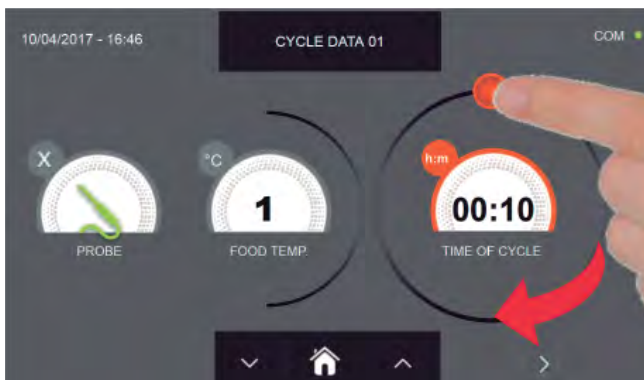 10/04/2017 - 16:46
CYCLE DATA 01
COM
X
PROBE
°C
1
FOOD TEMP.
h:m
00:10
TIME OF CYCLE